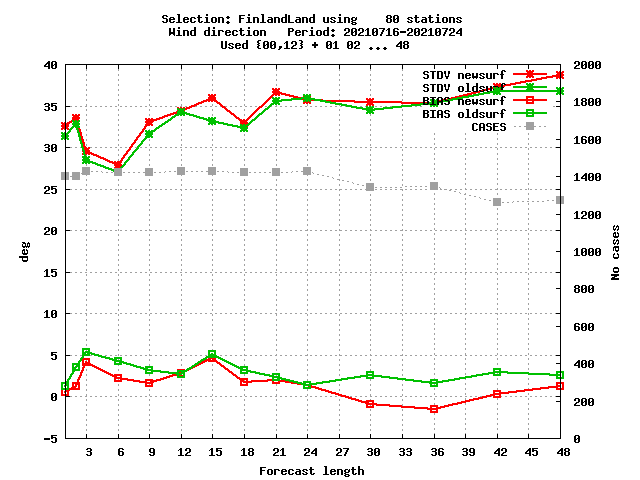 Selection: FinlandLand using    80 stations
Wind direction   Period: 20210716-20210724
Used {00,12} + 01 02 ... 48
STDV newsurf
STDV oldsurf
BIAS newsurf
BIAS oldsurf
CASES
40
35
30
25
20
15
10
5
0
-5
deg
2000
1800
1600
1400
1200
1000
800
600
400
200
0
No cases
3 6 9 12 15 18 21 24 27 30 33 36 39 42 45 48
Forecast length